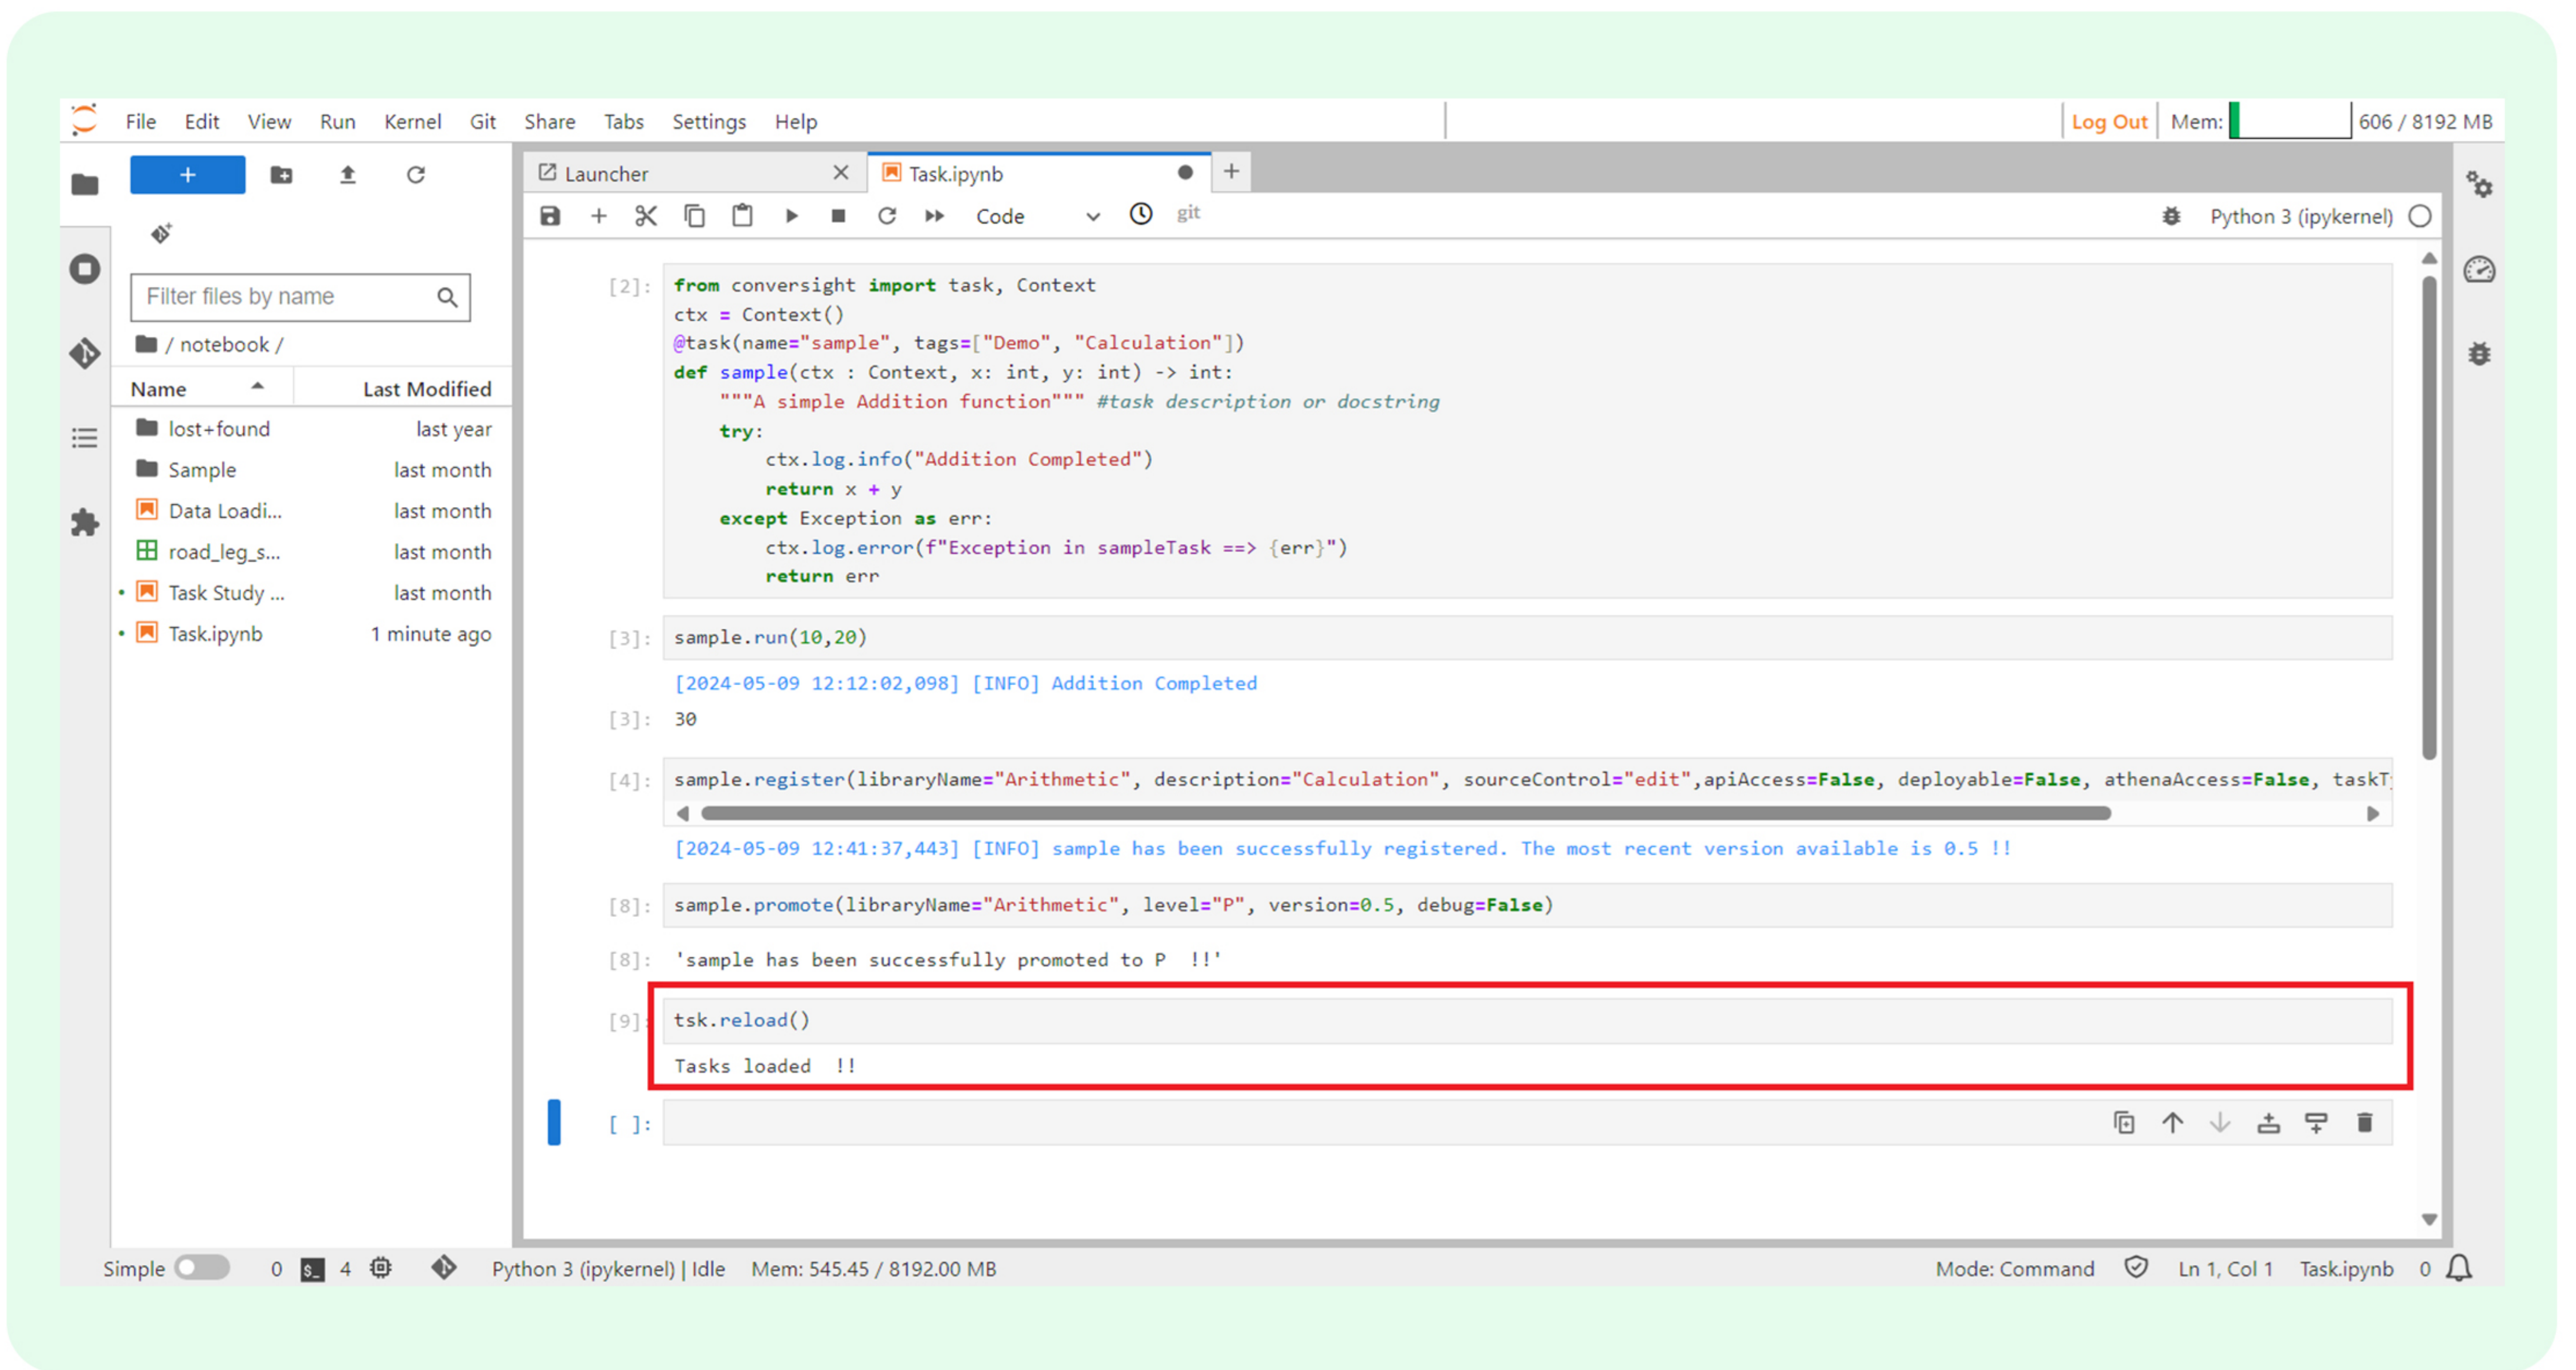 File Edit View Run Kernel Git Share Tabs Settings Help
Log Out Mem: 606 / 8192 MB
+
Filter files by name
/ notebook /
Name Last Modified
lost+found last year
Sample last month
Data Loadi... last month
road_leg_s... last month
Task Study ... last month
Task.ipynb 1 minute ago
Launcher
Task.ipynb
Code
git
Python 3 (ipykernel)
[2]: from conversight import task, Context
ctx = Context()
@task(name="sample", tags=["Demo", "Calculation"])
def sample(ctx : Context, x: int, y: int) -> int:
"""A simple Addition function""" #task description or docstring
try:
ctx.log.info("Addition Completed")
return x + y
except Exception as err:
ctx.log.error(f"Exception in sampleTask ==> {err}")
return err
[3]: sample.run(10,20)
[2024-05-09 12:12:02,098] [INFO] Addition Completed
[3]: 30
[4]: sample.register(libraryName="Arithmetic", description="Calculation", sourceControl="edit",apiAccess=False, deployable=False, athenaAccess=False, taskT
[2024-05-09 12:41:37,443] [INFO] sample has been successfully registered. The most recent version available is 0.5 !!
[8]: sample.promote(libraryName="Arithmetic", level="P", version=0.5, debug=False)
[8]: 'sample has been successfully promoted to P  !!'
[9]: tsk.reload()
Tasks loaded  !!
[ ]:
Simple 0 $_ 4 Python 3 (ipykernel) | Idle Mem: 545.45 / 8192.00 MB
Mode: Command Ln 1, Col 1 Task.ipynb 0